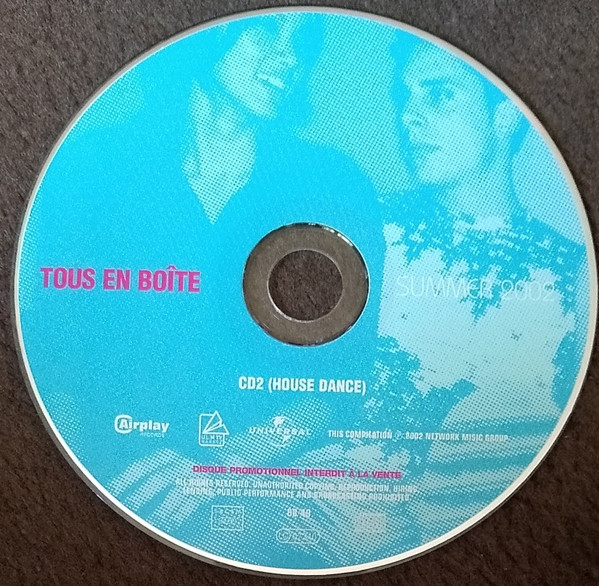 TOUS EN BOÎTE
SUMMER 2002
CD2 (HOUSE DANCE)
Airplay
RECORDS
UNIVERSAL
THIS COMPILATION ℗ 2002 NETWORK MUSIC GROUP
DISQUE PROMOTIONNEL INTERDIT À LA VENTE
ALL RIGHTS RESERVED. UNAUTHORIZED COPYING, REPRODUCTION, HIRING,
LENDING, PUBLIC PERFORMANCE AND BROADCASTING PROHIBITED